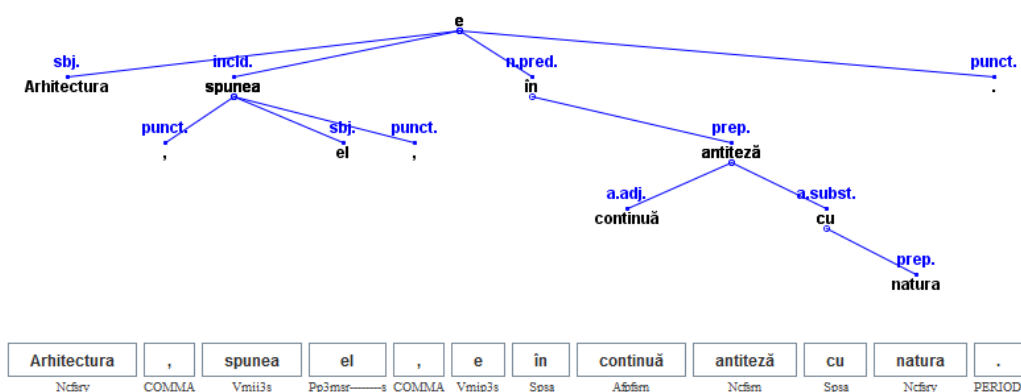 e
sbj. incid. n.pred. punct.
Arhitectura spunea în .
punct. sbj. punct. prep.
, el , antiteză
a.adj. a.subst.
continuă cu
prep.
natura
Arhitectura , spunea el , e în continuă antiteză cu natura .
Ncfsry COMMA Vmii3s Pp3msr--------s COMMA Vmip3s Spsa Afpfsrn Ncfsrn Spsa Ncfsry PERIOD